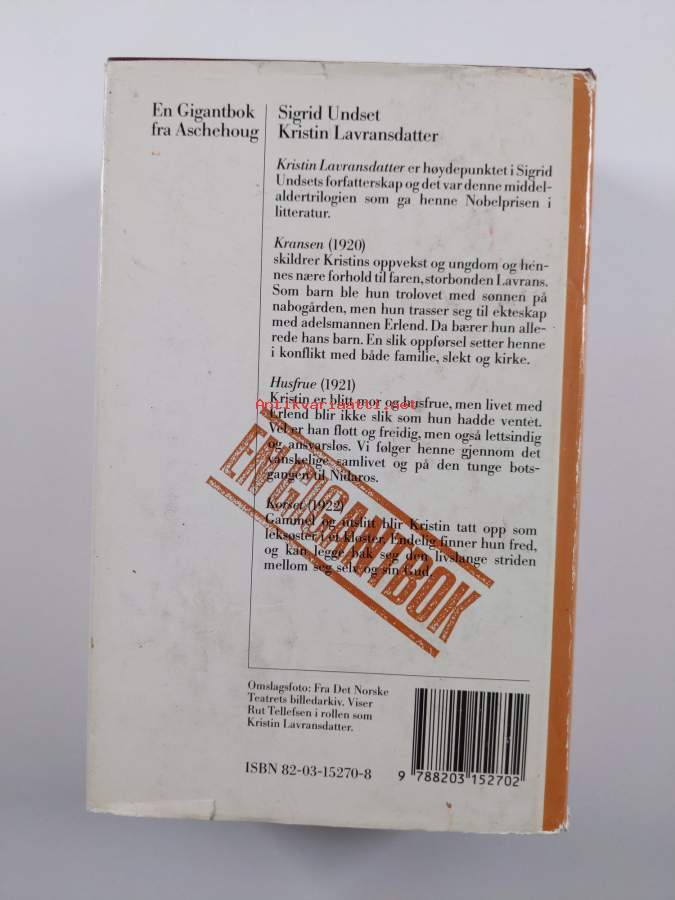 En Gigantbok
fra Aschehoug
Sigrid Undset
Kristin Lavransdatter
Kristin Lavransdatter er høydepunktet i Sigrid
Undsets forfatterskap og det var denne middel-
aldertrilogien som ga henne Nobelprisen i
litteratur.
Kransen (1920)
skildrer Kristins oppvekst og ungdom og hen-
nes nære forhold til faren, storbonden Lavrans.
Som barn ble hun trolovet med sønnen på
nabogården, men hun trasser seg til ekteskap
med adelsmannen Erlend. Da bærer hun alle-
rede hans barn. En slik oppførsel setter henne
i konflikt med både familie, slekt og kirke.
Husfrue (1921)
Kristin er blitt mor og husfrue, men livet med
Erlend blir ikke slik som hun hadde ventet.
Vel er han flott og freidig, men også lettsindig
og ansvarsløs. Vi følger henne gjennom det
vanskelige samlivet og på den tunge bots-
gangen til Nidaros.
Korset (1922)
Gammel og utslitt blir Kristin tatt opp som
leksøster i et kloster. Endelig finner hun fred,
og kan legge bak seg den livslange striden
mellom seg selv og sin Gud.
EN GIGANTBOK
Antikvariaatti.net
Omslagsfoto: Fra Det Norske
Teatrets billedarkiv. Viser
Rut Tellefsen i rollen som
Kristin Lavransdatter.
ISBN 82-03-15270-8
9 788203 152702